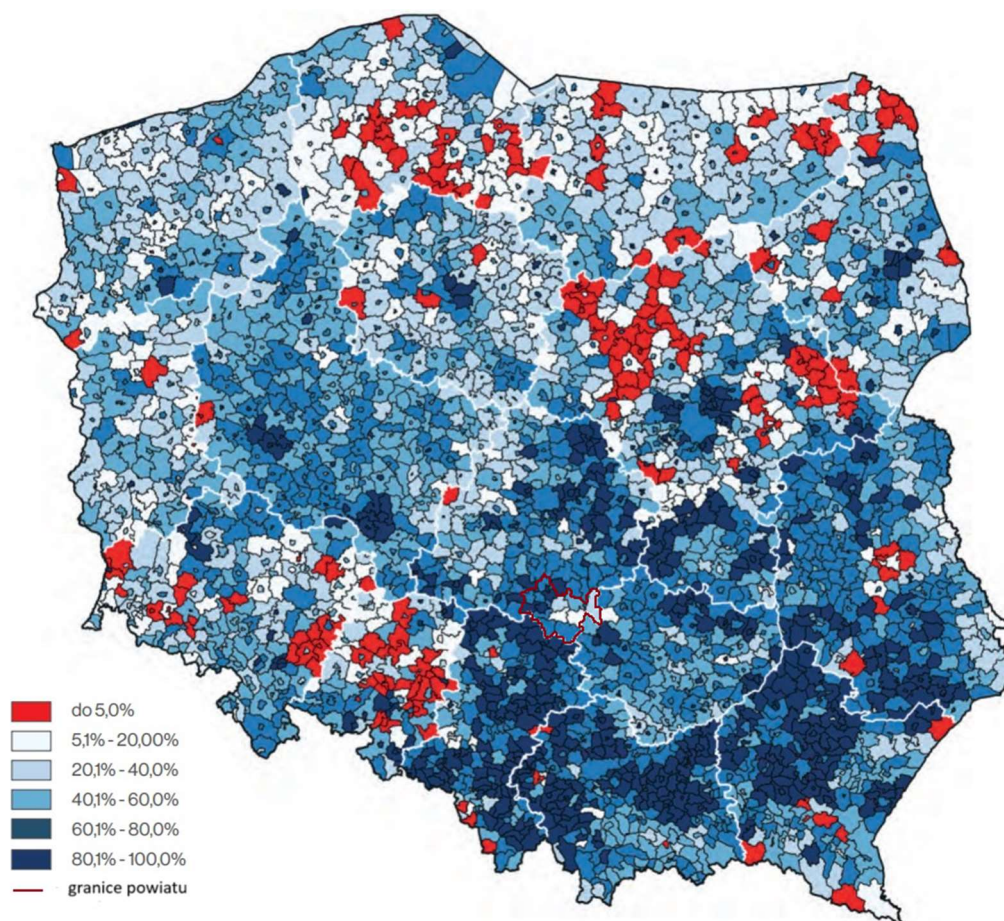 do 5,0%
5,1% - 20,00%
20,1% - 40,0%
40,1% - 60,0%
60,1% - 80,0%
80,1% - 100,0%
granice powiatu